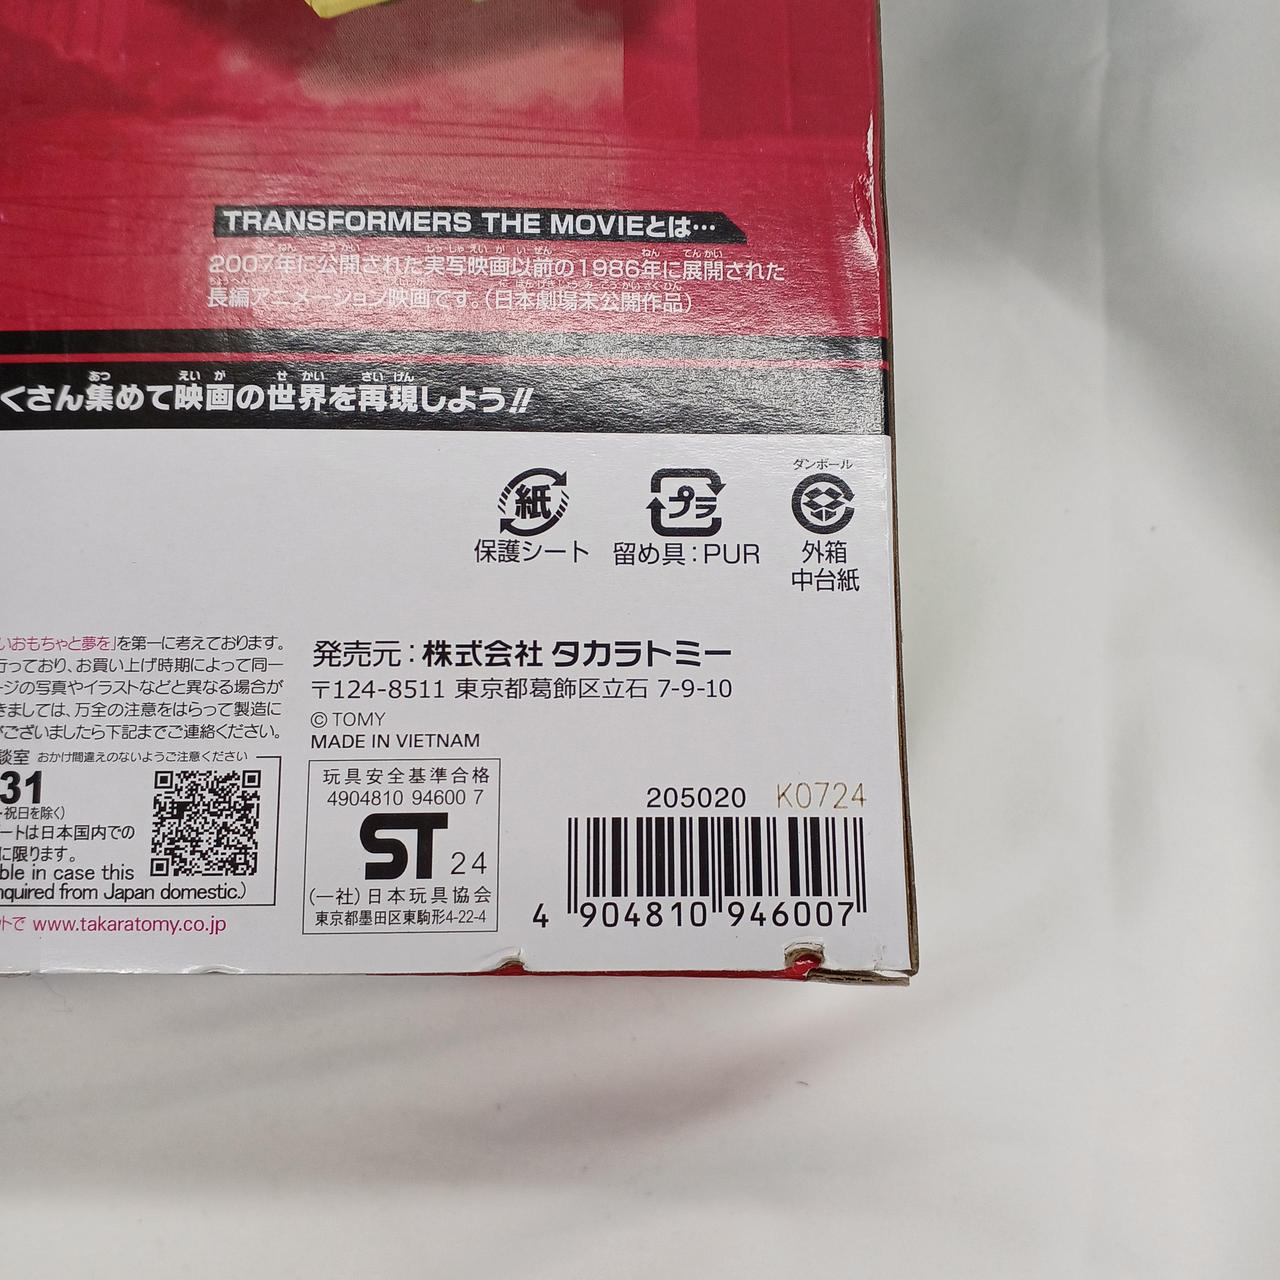 TRANSFORMERS THE MOVIEとは…
2007年に公開された実写映画以前の1986年に展開された
長編アニメーション映画です。(日本劇場未公開作品)
くさん集めて映画の世界を再現しよう!!
ダンボール
紙
プラ
保護シート
留め具:PUR
外箱
中台紙
いおもちゃと夢を」を第一に考えております。
行っており、お買い上げ時期によって同一
ージの写真やイラストなどと異なる場合が
きましては、万全の注意をはらって製造に
がございましたら下記までご連絡ください。
談室 おかけ間違えのないようご注意ください
31
・祝日を除く)
ートは日本国内での
に限ります。
ble in case this
nquired from Japan domestic.)
トで www.takaratomy.co.jp
発売元:株式会社 タカラトミー
〒124-8511 東京都葛飾区立石 7-9-10
© TOMY
MADE IN VIETNAM
玩具安全基準合格
4904810 94600 7
ST 24
(一社)日本玩具協会
東京都墨田区東駒形4-22-4
205020 K0724
4 904810 946007